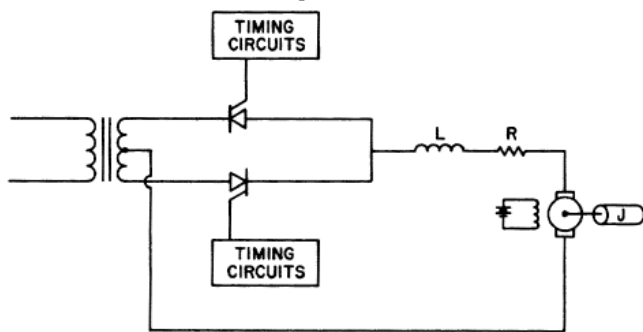 TIMING
CIRCUITS
L
R
J
TIMING
CIRCUITS